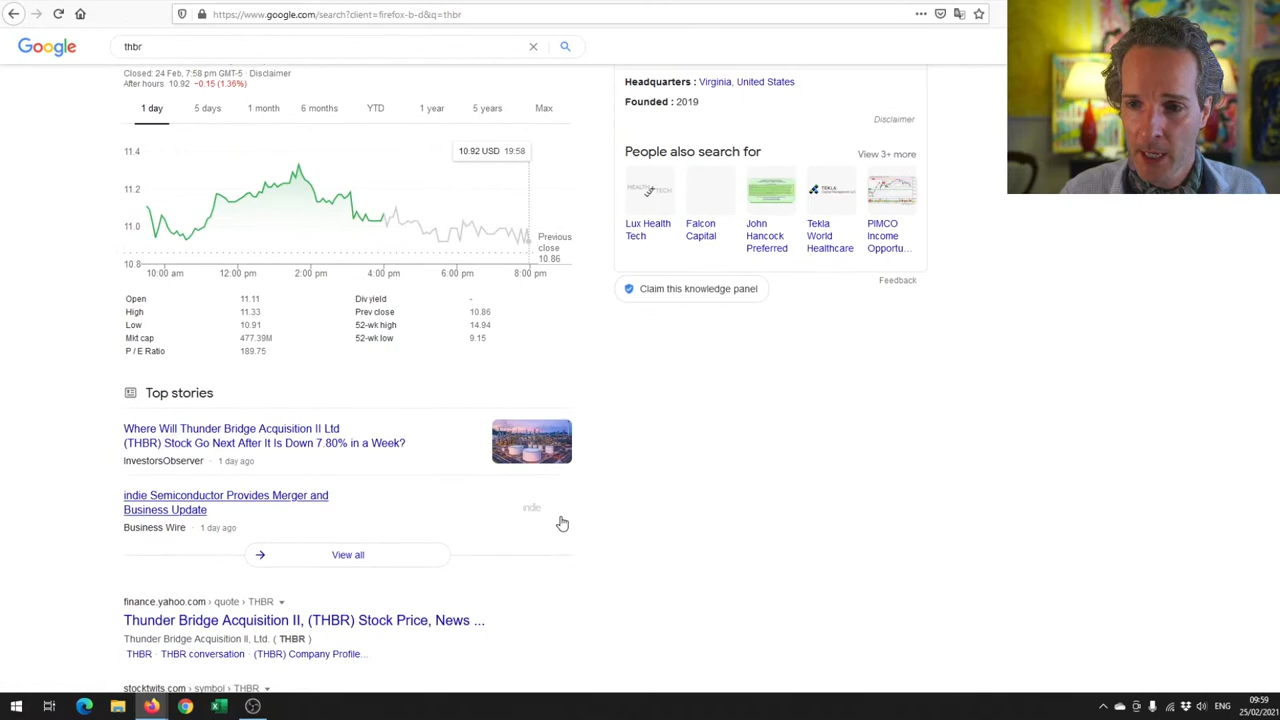 https://www.google.com/search?client=firefox-b-d&q=thbr
Google
thbr
Closed: 24 Feb, 7:58 pm GMT-5 · Disclaimer
After hours 10.92 −0.15 (1.36%)
1 day 5 days 1 month 6 months YTD 1 year 5 years Max
10.92 USD 19:58
11.4
11.2
11.0
10.8
Previous
close
10.86
10:00 am 12:00 pm 2:00 pm 4:00 pm 6:00 pm 8:00 pm
Open 11.11 Div yield -
High 11.33 Prev close 10.86
Low 10.91 52-wk high 14.94
Mkt cap 477.39M 52-wk low 9.15
P / E Ratio 189.75
Top stories
Where Will Thunder Bridge Acquisition II Ltd
(THBR) Stock Go Next After It Is Down 7.80% in a Week?
InvestorsObserver · 1 day ago
indie Semiconductor Provides Merger and
Business Update
indie
Business Wire · 1 day ago
View all
finance.yahoo.com › quote › THBR
Thunder Bridge Acquisition II, (THBR) Stock Price, News ...
Thunder Bridge Acquisition II, Ltd. ( THBR )
THBR · THBR conversation · (THBR) Company Profile...
stocktwits.com › symbol › THBR
Headquarters : Virginia, United States
Founded : 2019
Disclaimer
People also search for
View 3+ more
HEALTH TECH
TEKLA
Lux Health
Tech
Falcon
Capital
John
Hancock
Preferred
Tekla
World
Healthcare
PIMCO
Income
Opportu...
Feedback
Claim this knowledge panel
ENG
09:59
25/02/2021